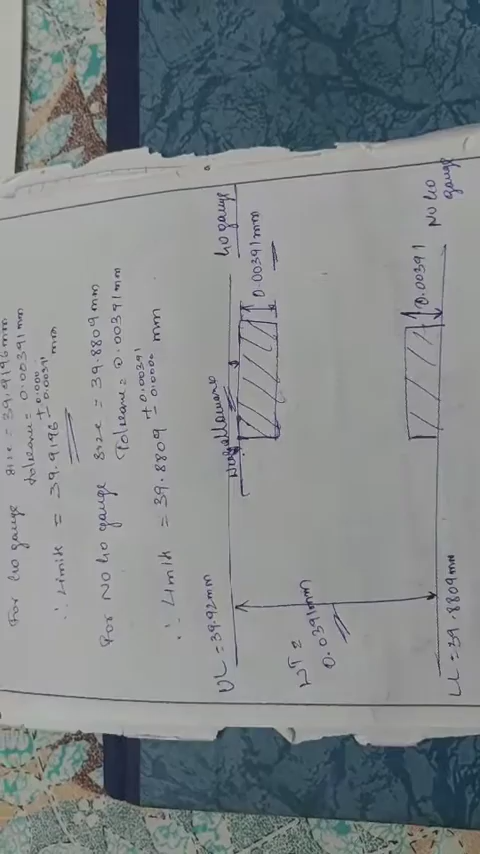 For Go gauge size = 39.9196 mm
tolerance = 0.00391 mm
∴ Limit = 39.9196 + 0.000 - 0.00391 mm
For No Go gauge size = 39.8809 mm
Tolerance = 0.00391 mm
∴ Limit = 39.8809 + 0.00391 - 0.0000 mm
UL = 39.92 mm
Go gauge
0.00391 mm
WT = 0.0391 mm
No Go gauge
0.00391
LL = 39.8809 mm